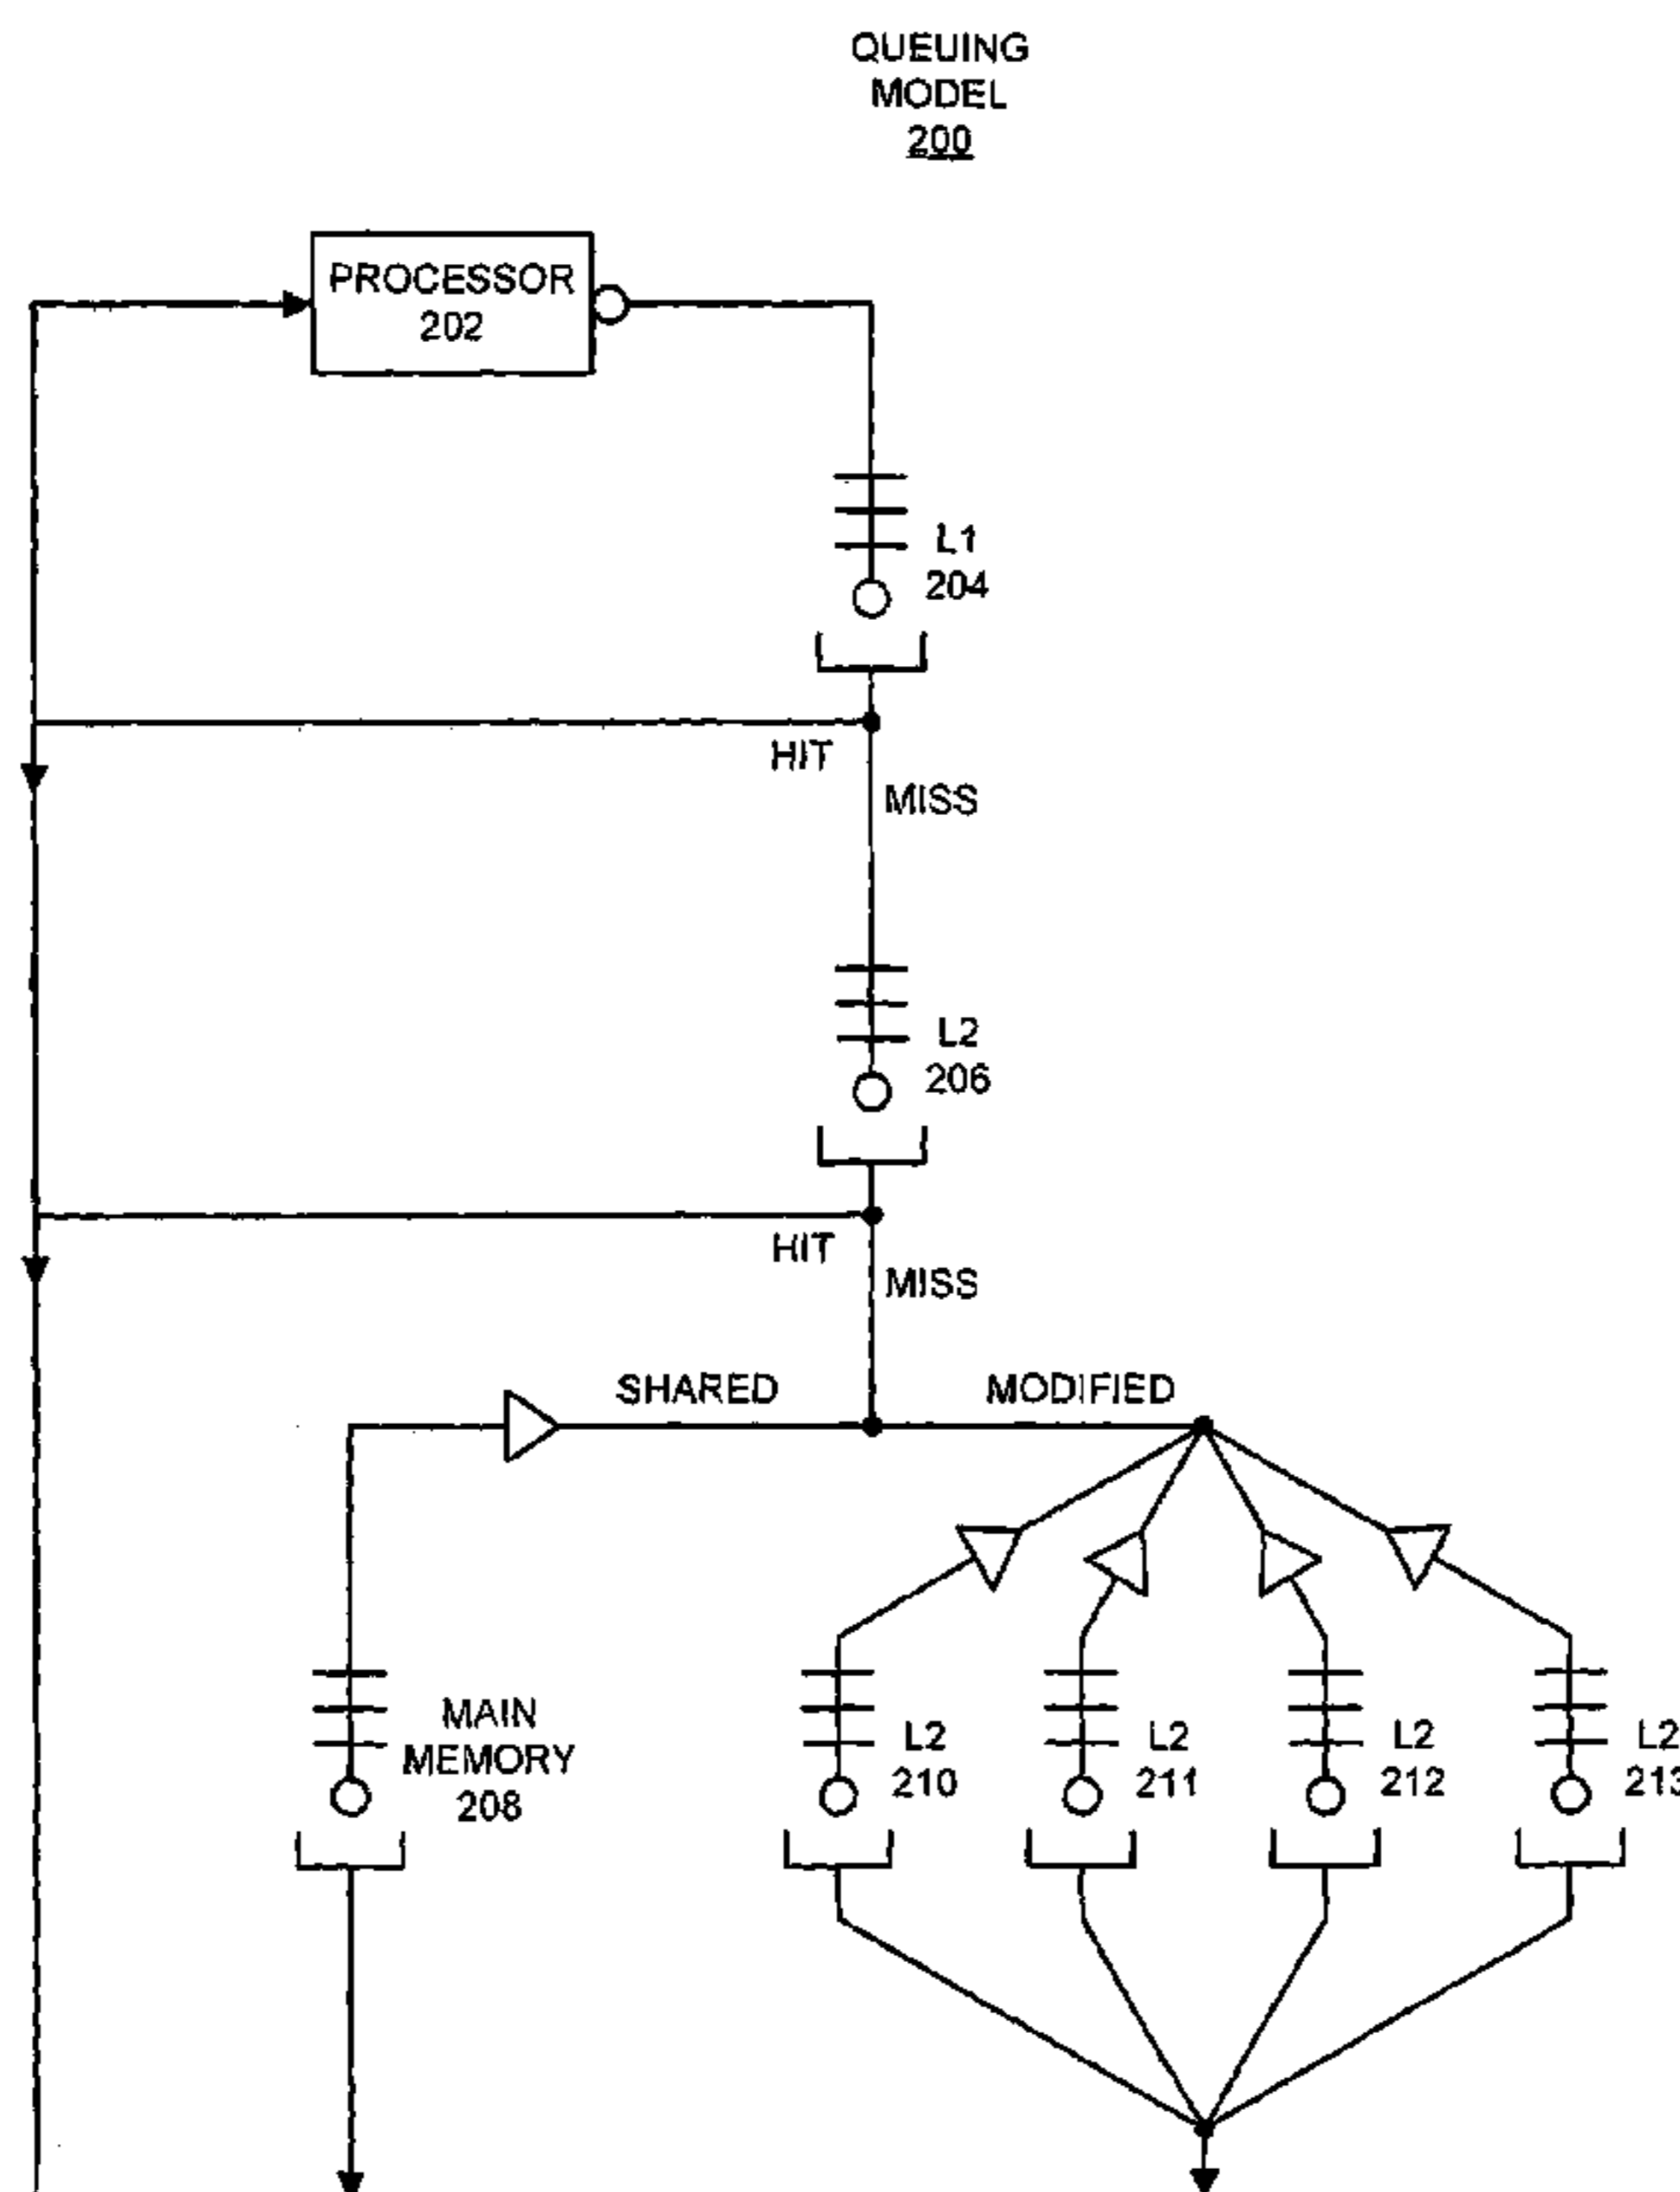 QUEUING
MODEL
200
PROCESSOR
202
L1
204
HIT
MISS
L2
206
HIT
MISS
SHARED
MODIFIED
MAIN
MEMORY
208
L2
210
L2
211
L2
212
L2
213